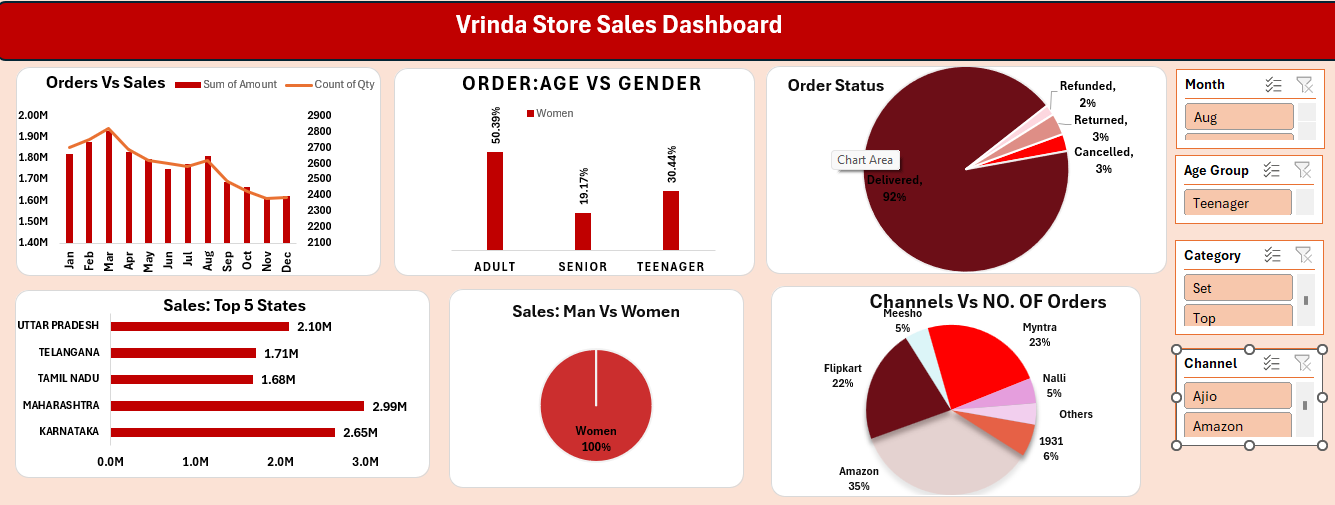 Vrinda Store Sales Dashboard
Orders Vs Sales
Sum of Amount
Count of Qty
2.00M
1.90M
1.80M
1.70M
1.60M
1.50M
1.40M
2900
2800
2700
2600
2500
2400
2300
2200
2100
Jan
Feb
Mar
Apr
May
Jun
Jul
Aug
Sep
Oct
Nov
Dec
ORDER:AGE VS GENDER
Women
50.39%
19.17%
30.44%
ADULT
SENIOR
TEENAGER
Order Status
Refunded,
2%
Returned,
3%
Cancelled,
3%
Chart Area
Delivered,
92%
Month
Aug
Age Group
Teenager
Category
Set
Top
Channel
Ajio
Amazon
Sales: Top 5 States
UTTAR PRADESH
2.10M
TELANGANA
1.71M
TAMIL NADU
1.68M
MAHARASHTRA
2.99M
KARNATAKA
2.65M
0.0M
1.0M
2.0M
3.0M
Sales: Man Vs Women
Women
100%
Channels Vs NO. OF Orders
Meesho
5%
Myntra
23%
Flipkart
22%
Nalli
5%
Others
1931
6%
Amazon
35%